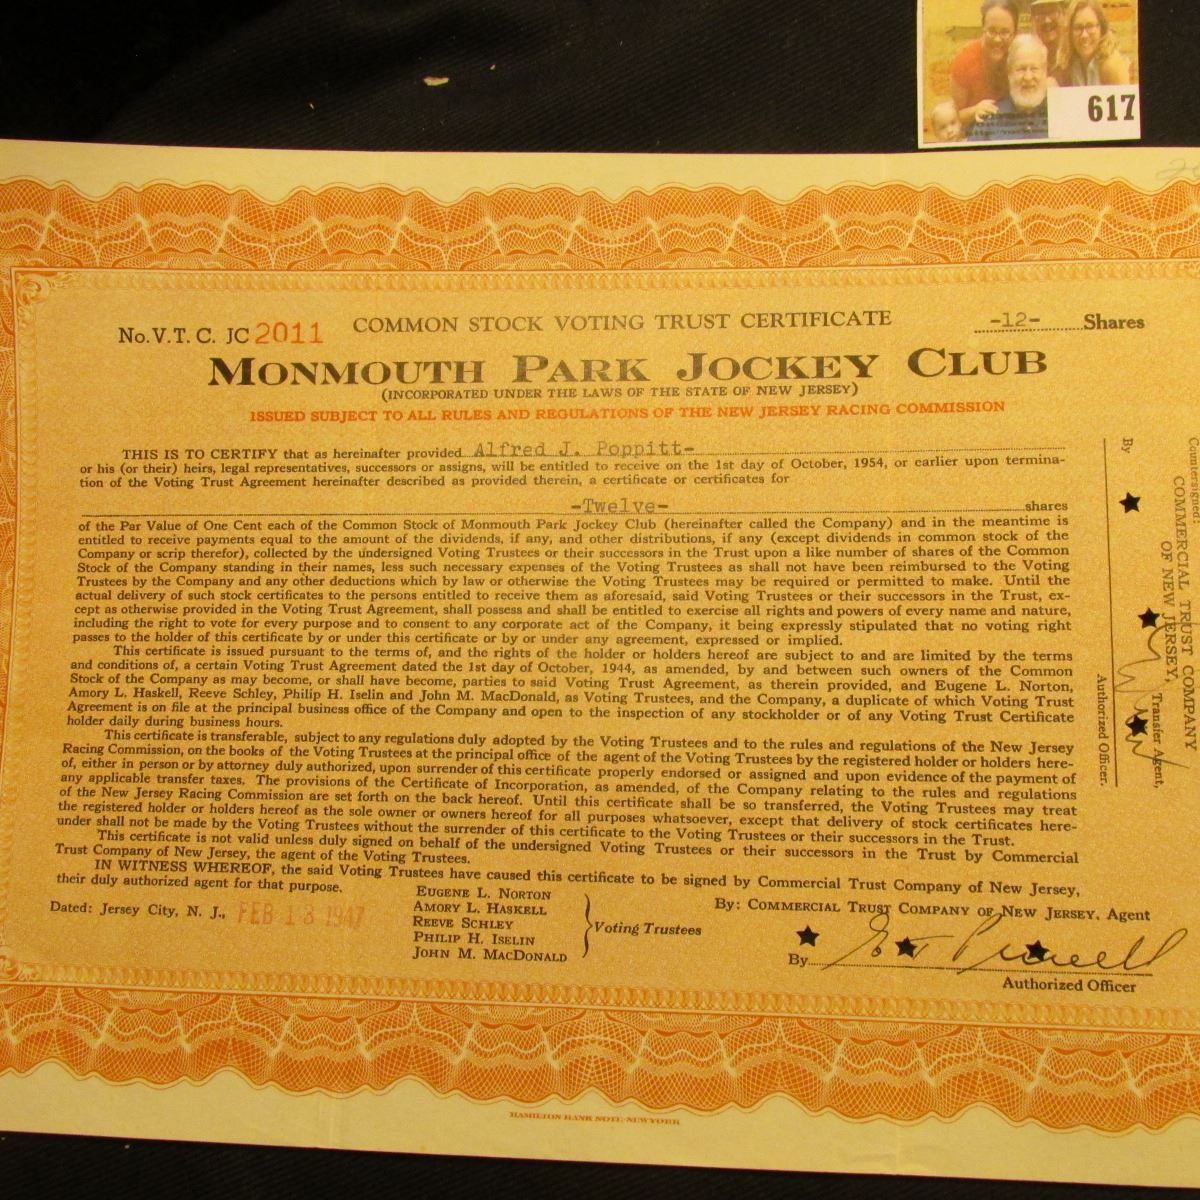 617
No. V. T. C. JC 2011
COMMON STOCK VOTING TRUST CERTIFICATE
-12- Shares
MONMOUTH PARK JOCKEY CLUB
(INCORPORATED UNDER THE LAWS OF THE STATE OF NEW JERSEY)
ISSUED SUBJECT TO ALL RULES AND REGULATIONS OF THE NEW JERSEY RACING COMMISSION
THIS IS TO CERTIFY that as hereinafter provided Alfred J. Poppitt-
or his (or their) heirs, legal representatives, successors or assigns, will be entitled to receive on the 1st day of October, 1954, or earlier upon termina-
tion of the Voting Trust Agreement hereinafter described as provided therein, a certificate or certificates for
-Twelve- shares
of the Par Value of One Cent each of the Common Stock of Monmouth Park Jockey Club (hereinafter called the Company) and in the meantime is
entitled to receive payments equal to the amount of the dividends, if any, and other distributions, if any (except dividends in common stock of the
Company or scrip therefor), collected by the undersigned Voting Trustees or their successors in the Trust upon a like number of shares of the Common
Stock of the Company standing in their names, less such necessary expenses of the Voting Trustees as shall not have been reimbursed to the Voting
Trustees by the Company and any other deductions which by law or otherwise the Voting Trustees may be required or permitted to make. Until the
actual delivery of such stock certificates to the persons entitled to receive them as aforesaid, said Voting Trustees or their successors in the Trust, ex-
cept as otherwise provided in the Voting Trust Agreement, shall possess and shall be entitled to exercise all rights and powers of every name and nature,
including the right to vote for every purpose and to consent to any corporate act of the Company, it being expressly stipulated that no voting right
passes to the holder of this certificate by or under this certificate or by or under any agreement, expressed or implied.
This certificate is issued pursuant to the terms of, and the rights of the holder or holders hereof are subject to and are limited by the terms
and conditions of, a certain Voting Trust Agreement dated the 1st day of October, 1944, as amended, by and between such owners of the Common
Stock of the Company as may become, or shall have become, parties to said Voting Trust Agreement, as therein provided, and Eugene L. Norton,
Amory L. Haskell, Reeve Schley, Philip H. Iselin and John M. MacDonald, as Voting Trustees, and the Company, a duplicate of which Voting Trust
Agreement is on file at the principal business office of the Company and open to the inspection of any stockholder or of any Voting Trust Certificate
holder daily during business hours.
This certificate is transferable, subject to any regulations duly adopted by the Voting Trustees and to the rules and regulations of the New Jersey
Racing Commission, on the books of the Voting Trustees at the principal office of the agent of the Voting Trustees by the registered holder or holders here-
of, either in person or by attorney duly authorized, upon surrender of this certificate properly endorsed or assigned and upon evidence of the payment of
any applicable transfer taxes. The provisions of the Certificate of Incorporation, as amended, of the Company relating to the rules and regulations
of the New Jersey Racing Commission are set forth on the back hereof. Until this certificate shall be so transferred, the Voting Trustees may treat
the registered holder or holders hereof as the sole owner or owners hereof for all purposes whatsoever, except that delivery of stock certificates here-
under shall not be made by the Voting Trustees without the surrender of this certificate to the Voting Trustees or their successors in the Trust.
This certificate is not valid unless duly signed on behalf of the undersigned Voting Trustees or their successors in the Trust by Commercial
Trust Company of New Jersey, the agent of the Voting Trustees.
IN WITNESS WHEREOF, the said Voting Trustees have caused this certificate to be signed by Commercial Trust Company of New Jersey,
their duly authorized agent for that purpose.
Dated: Jersey City, N. J., FEB 13 1947
EUGENE L. NORTON
AMORY L. HASKELL
REEVE SCHLEY
PHILIP H. ISELIN
JOHN M. MACDONALD
Voting Trustees
By: COMMERCIAL TRUST COMPANY OF NEW JERSEY, Agent
By
Authorized Officer
Countersigned
COMMERCIAL TRUST COMPANY
OF NEW JERSEY,
Transfer Agent,
By
Authorized Officer.
HAMILTON BANK NOTE-NEW YORK